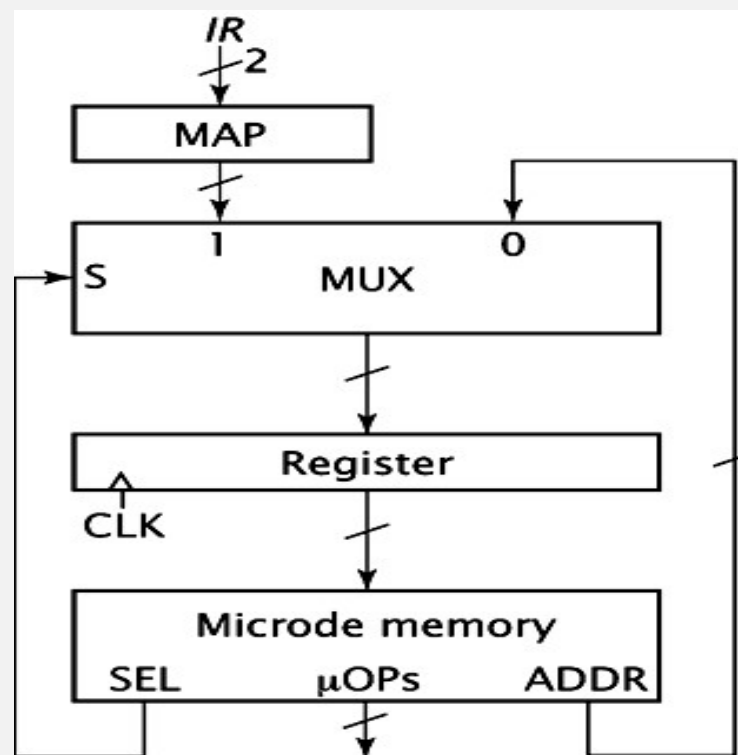 IR
2
MAP
1 0
S MUX
Register
CLK
Microde memory
SEL μOPs ADDR